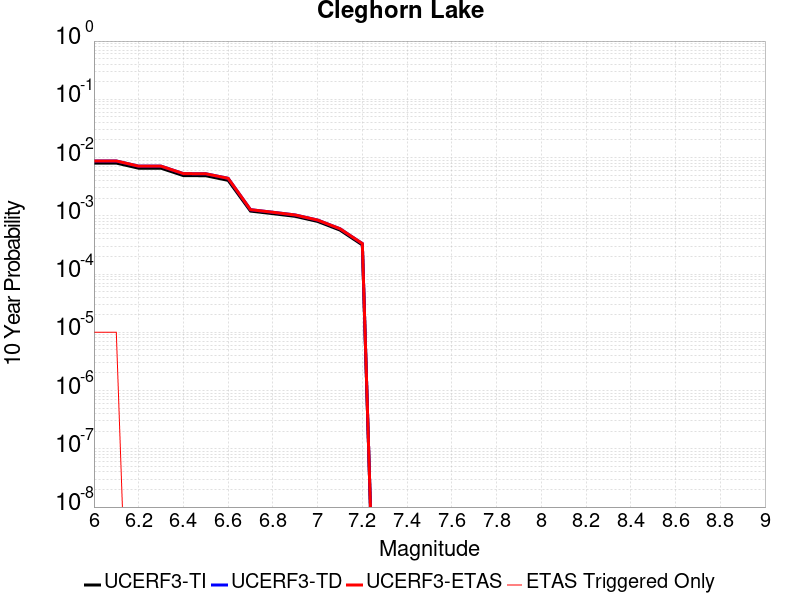 Cleghorn Lake
10 Year Probability
10^0
10^-1
10^-2
10^-3
10^-4
10^-5
10^-6
10^-7
10^-8
6 6.2 6.4 6.6 6.8 7 7.2 7.4 7.6 7.8 8 8.2 8.4 8.6 8.8 9
Magnitude
UCERF3-TI UCERF3-TD UCERF3-ETAS ETAS Triggered Only